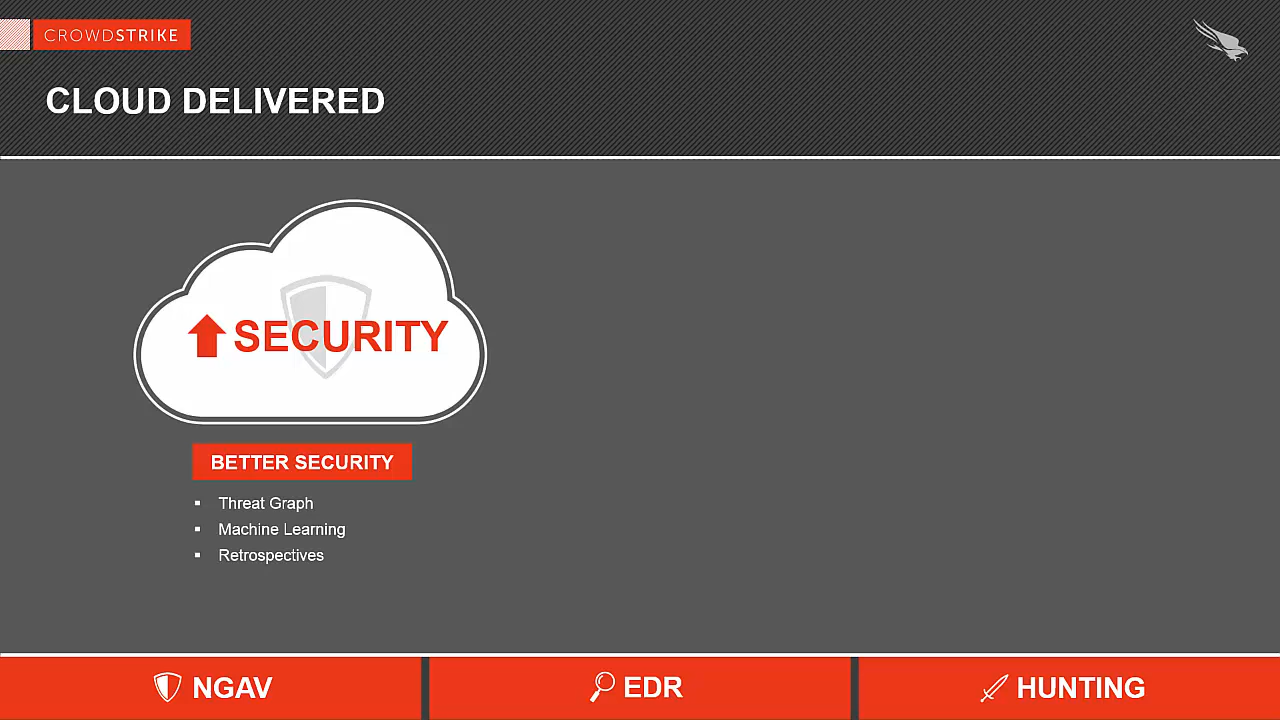 CROWDSTRIKE
CLOUD DELIVERED
SECURITY
BETTER SECURITY
Threat Graph
Machine Learning
Retrospectives
NGAV
EDR
HUNTING